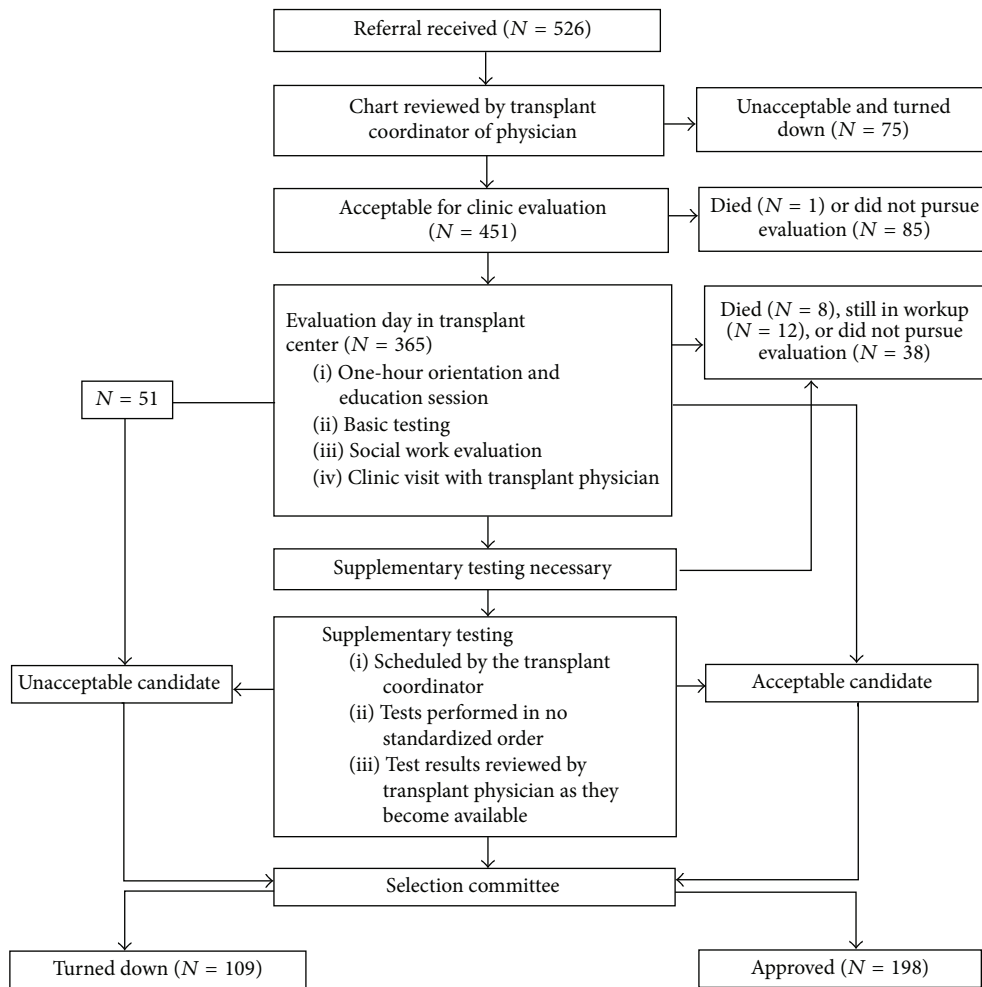 Referral received (N = 526)
Chart reviewed by transplant
coordinator of physician
Unacceptable and turned
down (N = 75)
Acceptable for clinic evaluation
(N = 451)
Died (N = 1) or did not pursue
evaluation (N = 85)
Evaluation day in transplant
center (N = 365)
(i) One-hour orientation and
education session
(ii) Basic testing
(iii) Social work evaluation
(iv) Clinic visit with transplant physician
Died (N = 8), still in workup
(N = 12), or did not pursue
evaluation (N = 38)
N = 51
Supplementary testing necessary
Supplementary testing
(i) Scheduled by the transplant
coordinator
(ii) Tests performed in no
standardized order
(iii) Test results reviewed by
transplant physician as they
become available
Unacceptable candidate
Acceptable candidate
Selection committee
Turned down (N = 109)
Approved (N = 198)